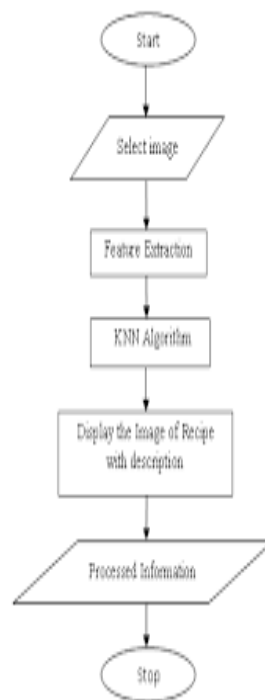 Start
Select image
Feature Extraction
KNN Algorithm
Display the Image of Recipe
with description
Processed Information
Stop